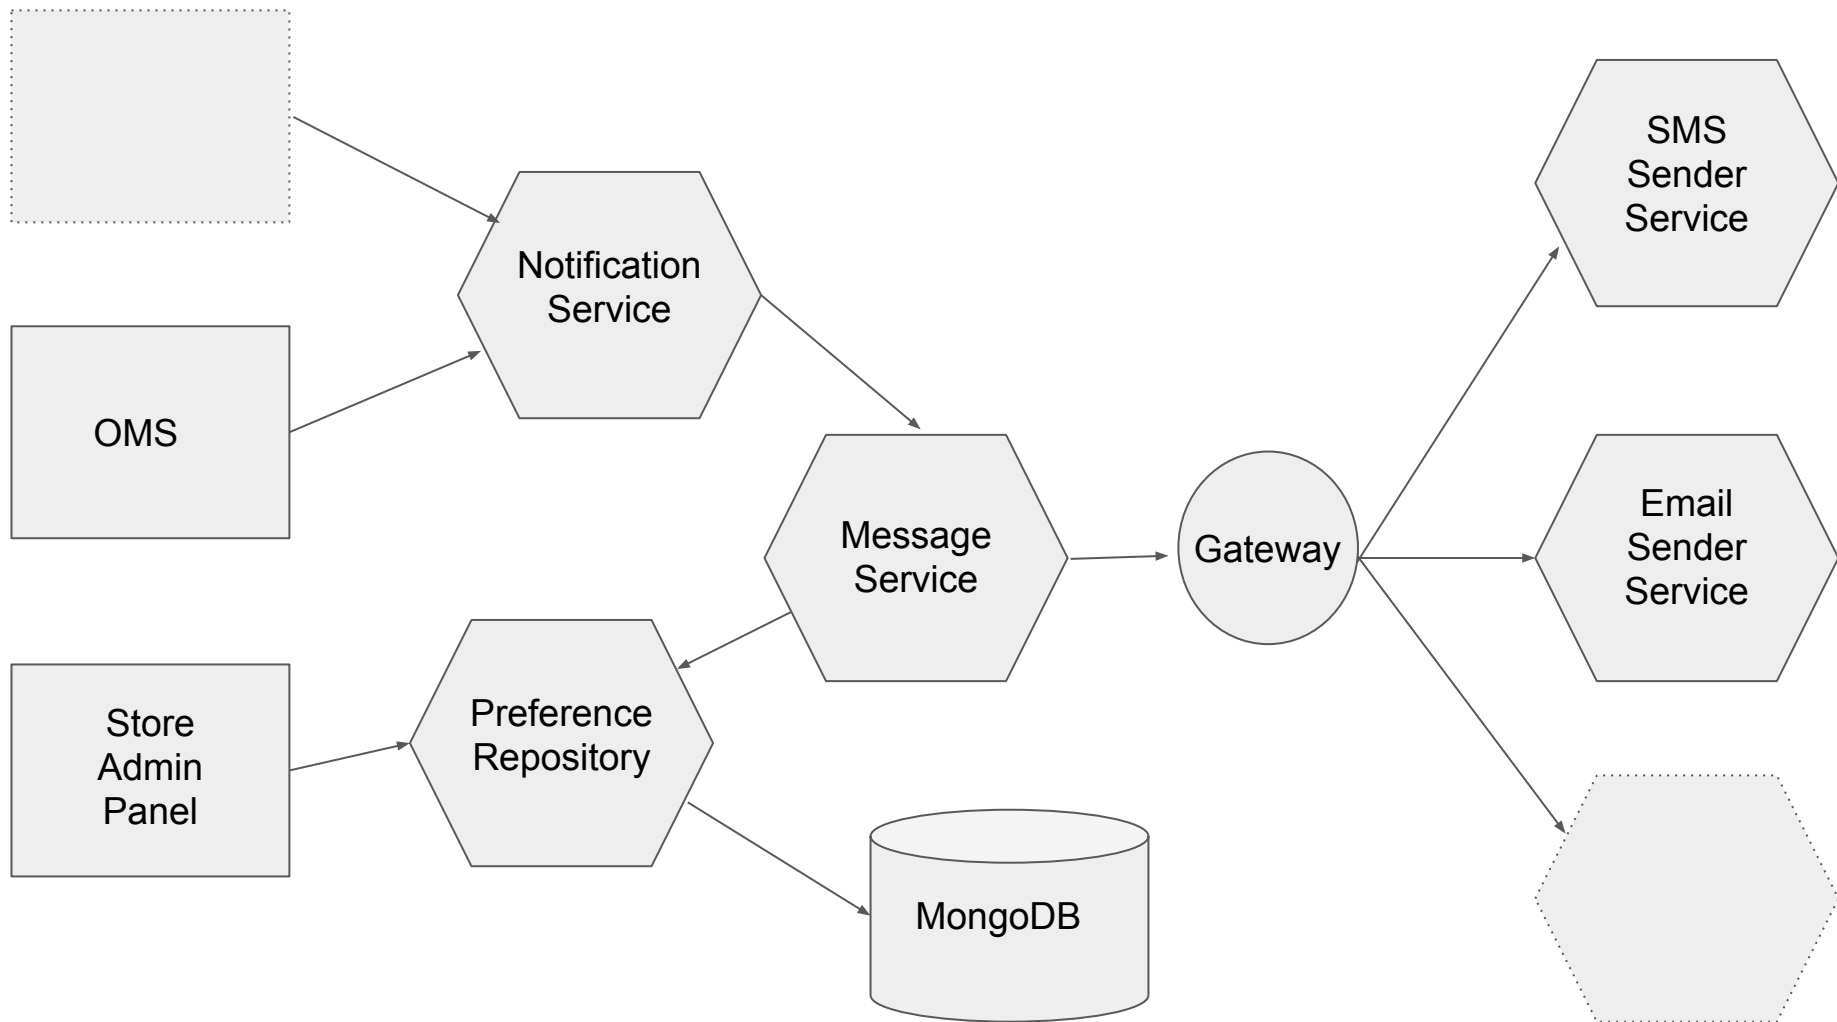 SMS
Sender
Service
Notification
Service
OMS
Message
Service
Gateway
Email
Sender
Service
Store
Admin
Panel
Preference
Repository
MongoDB